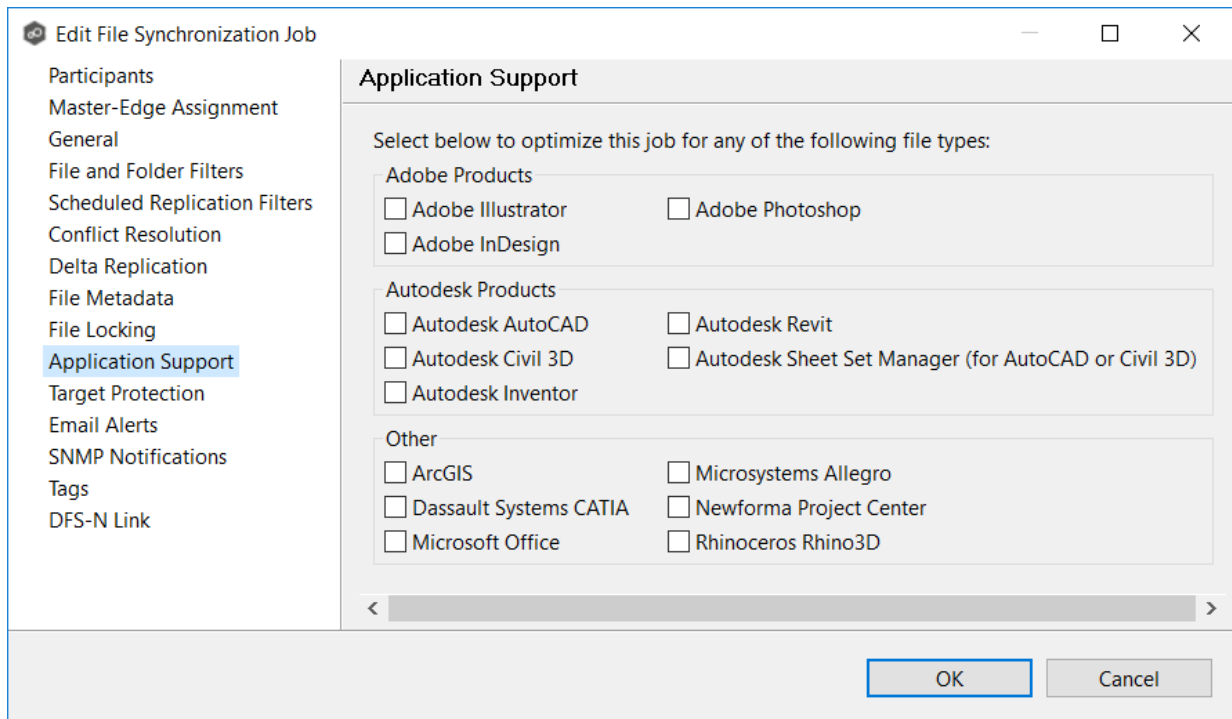 Edit File Synchronization Job
Participants
Master-Edge Assignment
General
File and Folder Filters
Scheduled Replication Filters
Conflict Resolution
Delta Replication
File Metadata
File Locking
Application Support
Target Protection
Email Alerts
SNMP Notifications
Tags
DFS-N Link
Application Support
Select below to optimize this job for any of the following file types:
Adobe Products
Adobe Illustrator
Adobe Photoshop
Adobe InDesign
Autodesk Products
Autodesk AutoCAD
Autodesk Revit
Autodesk Civil 3D
Autodesk Sheet Set Manager (for AutoCAD or Civil 3D)
Autodesk Inventor
Other
ArcGIS
Microsystems Allegro
Dassault Systems CATIA
Newforma Project Center
Microsoft Office
Rhinoceros Rhino3D
OK
Cancel